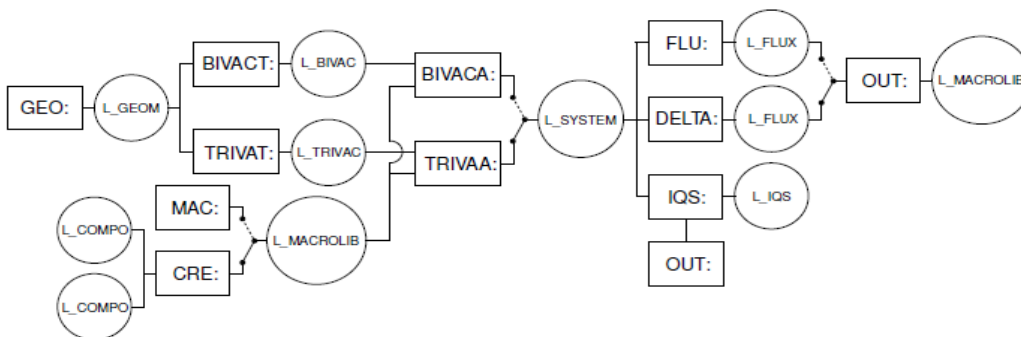 GEO:
L_GEOM
BIVACT:
L_BIVAC
BIVACA:
TRIVAT:
L_TRIVAC
TRIVAA:
MAC:
L_COMPO
L_COMPO
CRE:
L_MACROLIB
L_SYSTEM
FLU:
L_FLUX
DELTA:
L_FLUX
IQS:
L_IQS
OUT:
OUT:
L_MACROLIB